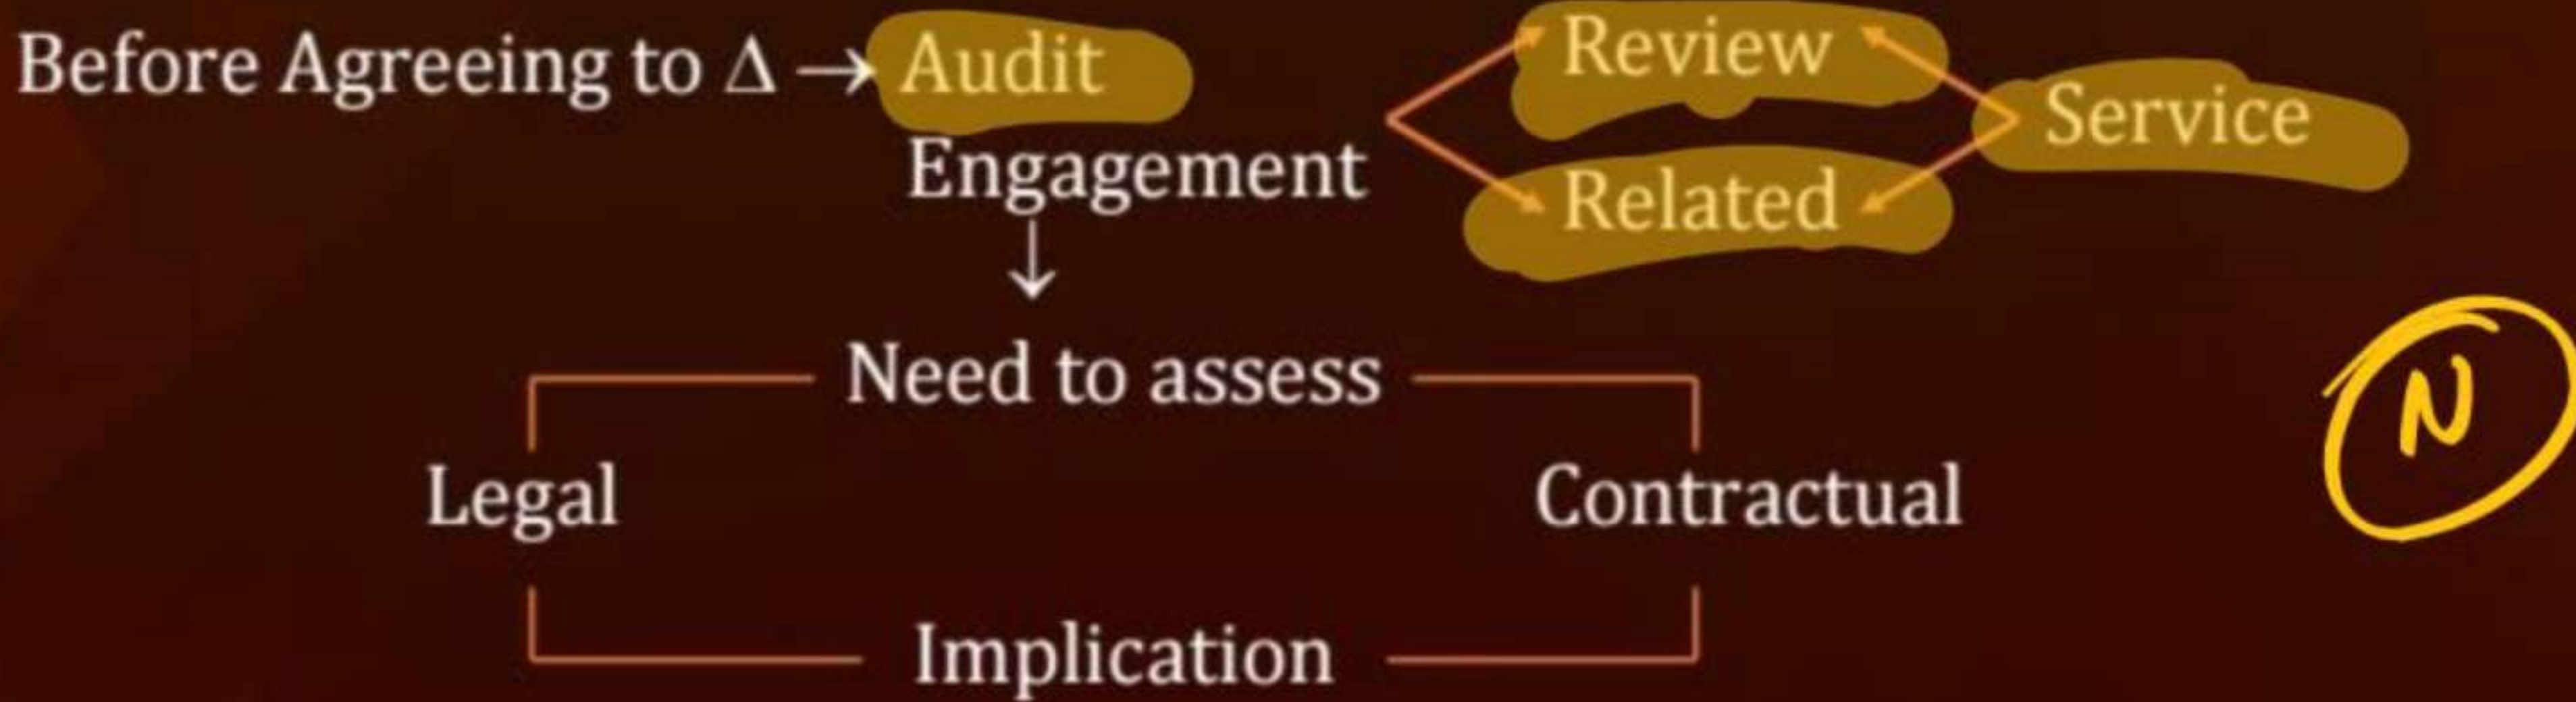 Before Agreeing to Δ → Audit
Engagement
Review
Related
Service
Need to assess
Legal
Contractual
Implication
N